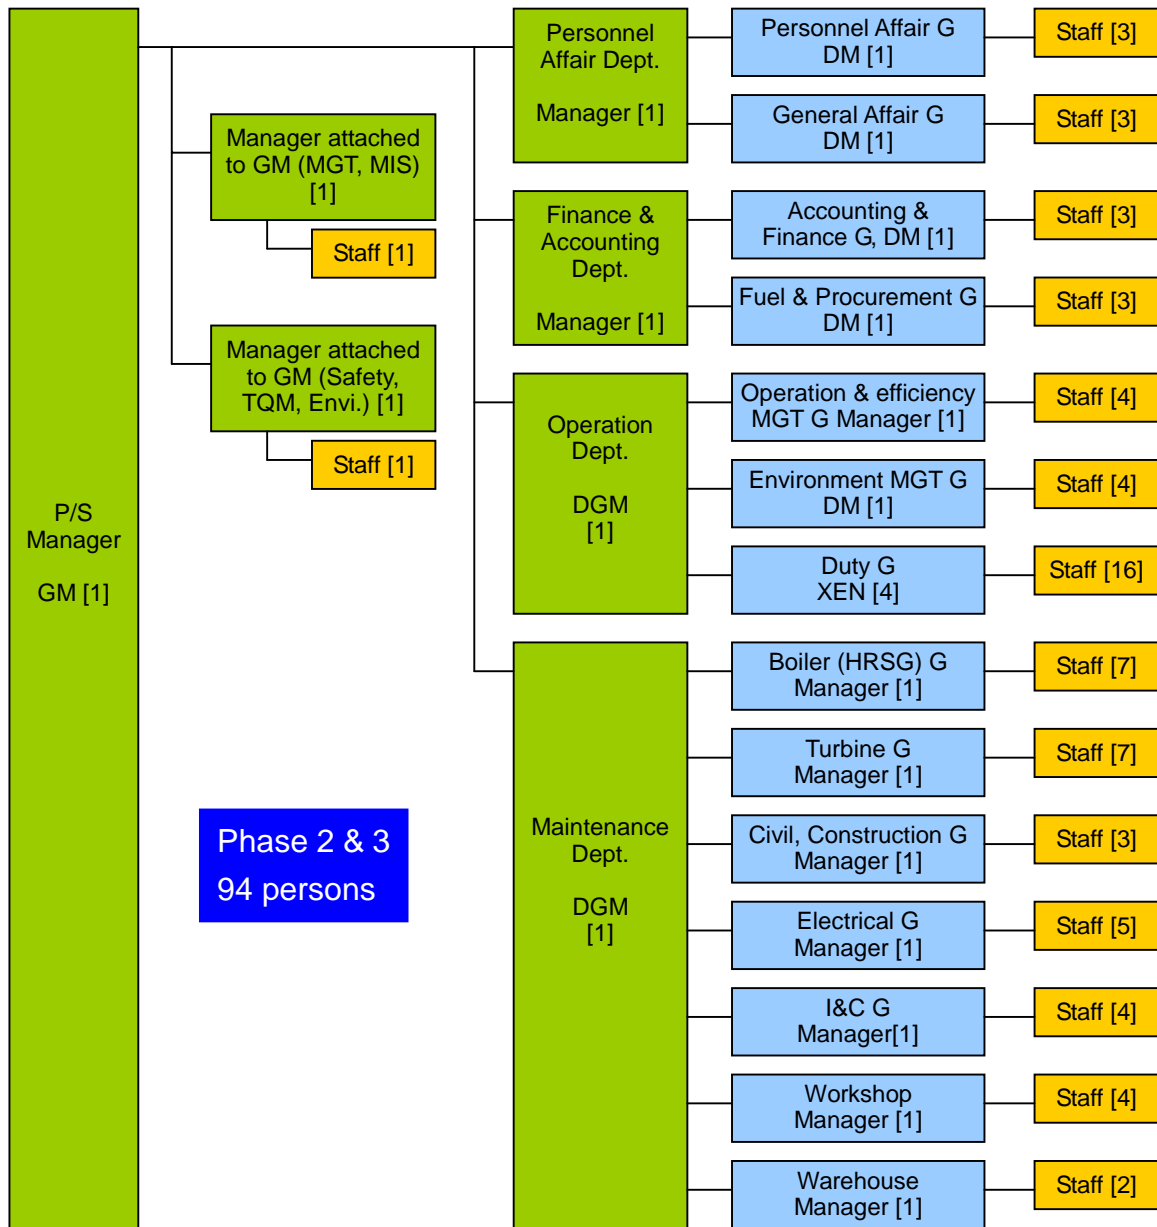 P/S
Manager
GM [1]
Manager attached
to GM (MGT, MIS)
[1]
Staff [1]
Manager attached
to GM (Safety,
TQM, Envi.) [1]
Staff [1]
Phase 2 & 3
94 persons
Personnel
Affair Dept.
Manager [1]
Personnel Affair G
DM [1]
Staff [3]
General Affair G
DM [1]
Staff [3]
Finance &
Accounting
Dept.
Manager [1]
Accounting &
Finance G, DM [1]
Staff [3]
Fuel & Procurement G
DM [1]
Staff [3]
Operation
Dept.
DGM
[1]
Operation & efficiency
MGT G Manager [1]
Staff [4]
Environment MGT G
DM [1]
Staff [4]
Duty G
XEN [4]
Staff [16]
Maintenance
Dept.
DGM
[1]
Boiler (HRSG) G
Manager [1]
Staff [7]
Turbine G
Manager [1]
Staff [7]
Civil, Construction G
Manager [1]
Staff [3]
Electrical G
Manager [1]
Staff [5]
I&C G
Manager[1]
Staff [4]
Workshop
Manager [1]
Staff [4]
Warehouse
Manager [1]
Staff [2]